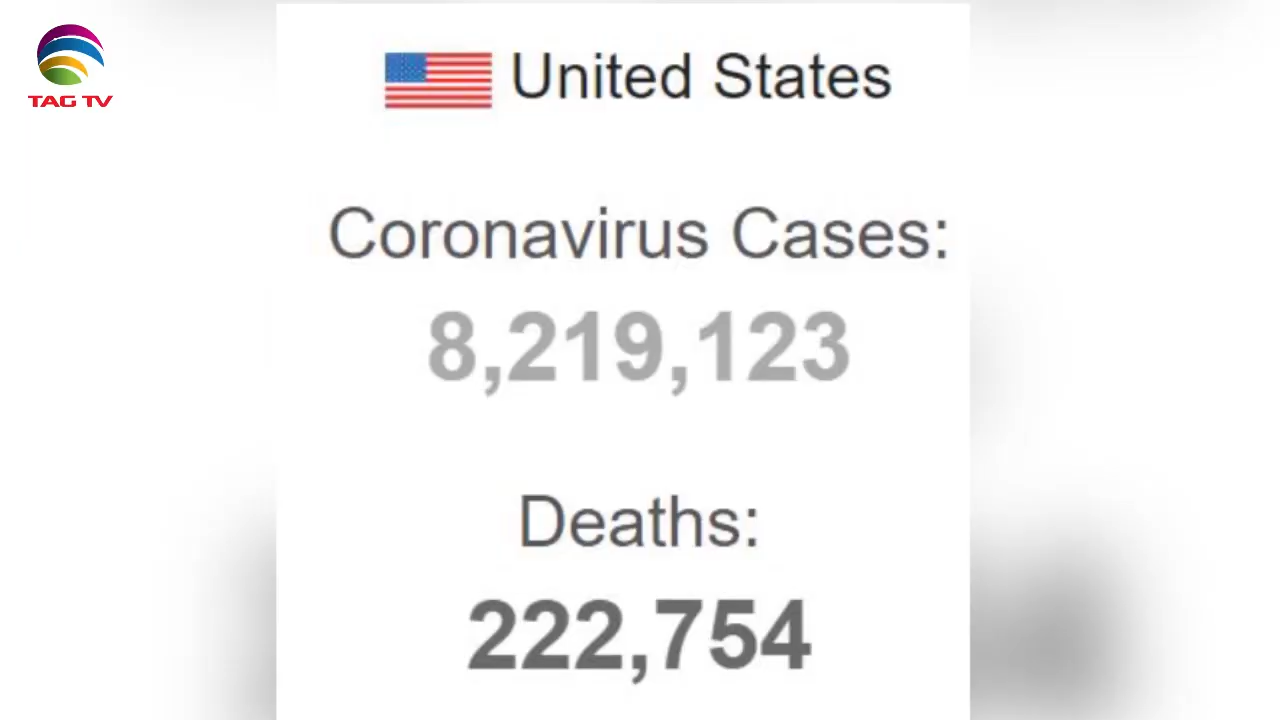 TAG TV
United States
Coronavirus Cases:
8,219,123
Deaths:
222,754